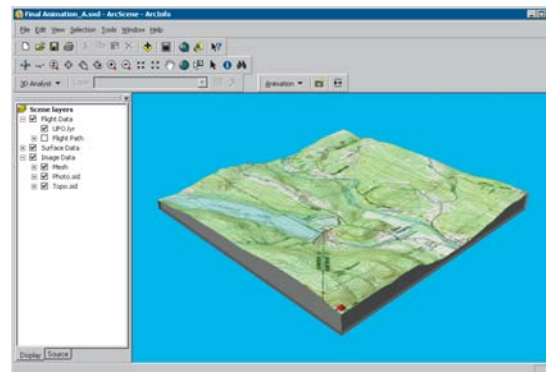 Final Animation_A.sxd - ArcScene - ArcInfo
File Edit View Selection Tools Window Help
3D Analyst Layer: Animation
Scene layers
Flight Data
UFO.lyr
Flight Path
Surface Data
Image Data
Mesh
Photo.sid
Topo.sid
Display Source